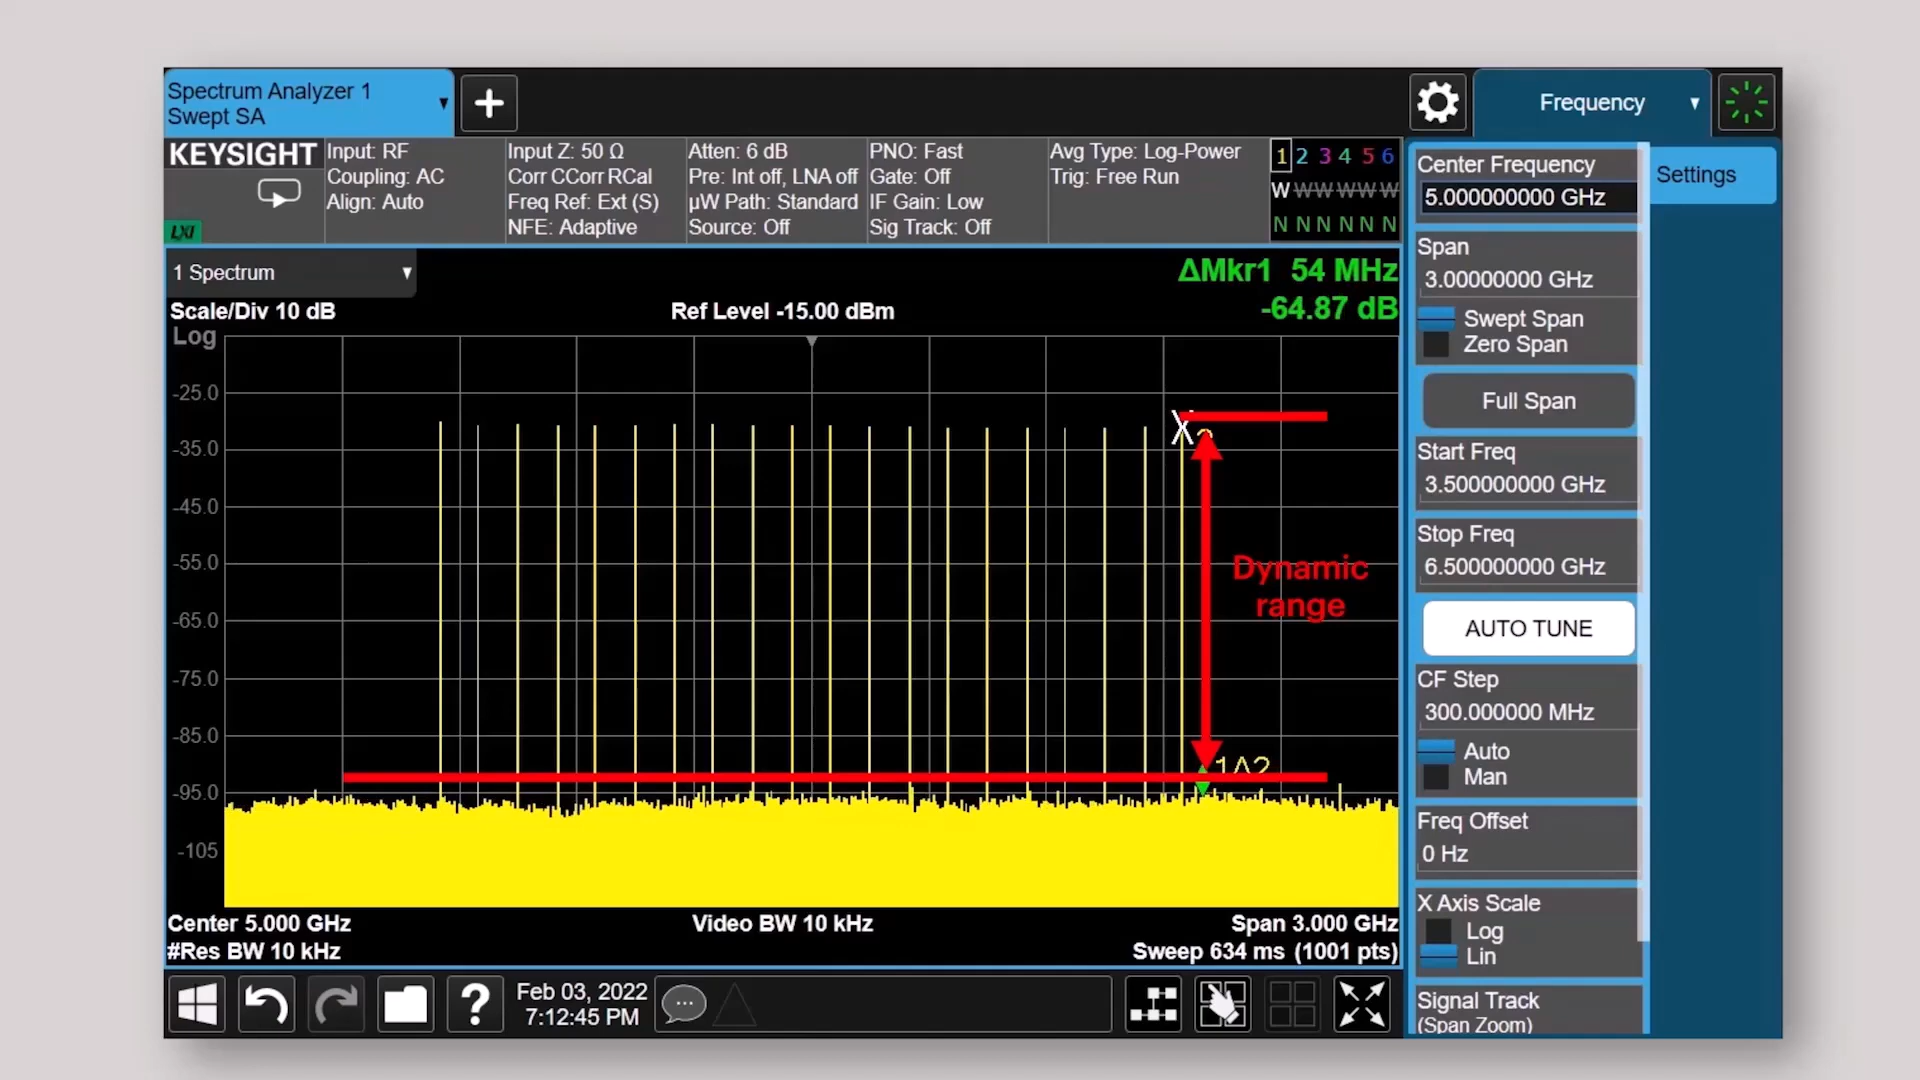 Spectrum Analyzer 1
Swept SA
Frequency
KEYSIGHT
LXI
Input: RF
Coupling: AC
Align: Auto
Input Z: 50 Ω
Corr CCorr RCal
Freq Ref: Ext (S)
NFE: Adaptive
Atten: 6 dB
Pre: Int off, LNA off
µW Path: Standard
Source: Off
PNO: Fast
Gate: Off
IF Gain: Low
Sig Track: Off
Avg Type: Log-Power
Trig: Free Run
1 2 3 4 5 6
W W W W W W
N N N N N N
1 Spectrum
ΔMkr1 54 MHz
-64.87 dB
Scale/Div 10 dB
Ref Level -15.00 dBm
Log
-25.0
-35.0
-45.0
-55.0
-65.0
-75.0
-85.0
-95.0
-105
X2
Dynamic
range
1Δ2
Center 5.000 GHz
Video BW 10 kHz
Span 3.000 GHz
#Res BW 10 kHz
Sweep 634 ms (1001 pts)
Feb 03, 2022
7:12:45 PM
Center Frequency
5.000000000 GHz
Settings
Span
3.00000000 GHz
Swept Span
Zero Span
Full Span
Start Freq
3.500000000 GHz
Stop Freq
6.500000000 GHz
AUTO TUNE
CF Step
300.000000 MHz
Auto
Man
Freq Offset
0 Hz
X Axis Scale
Log
Lin
Signal Track
(Span Zoom)